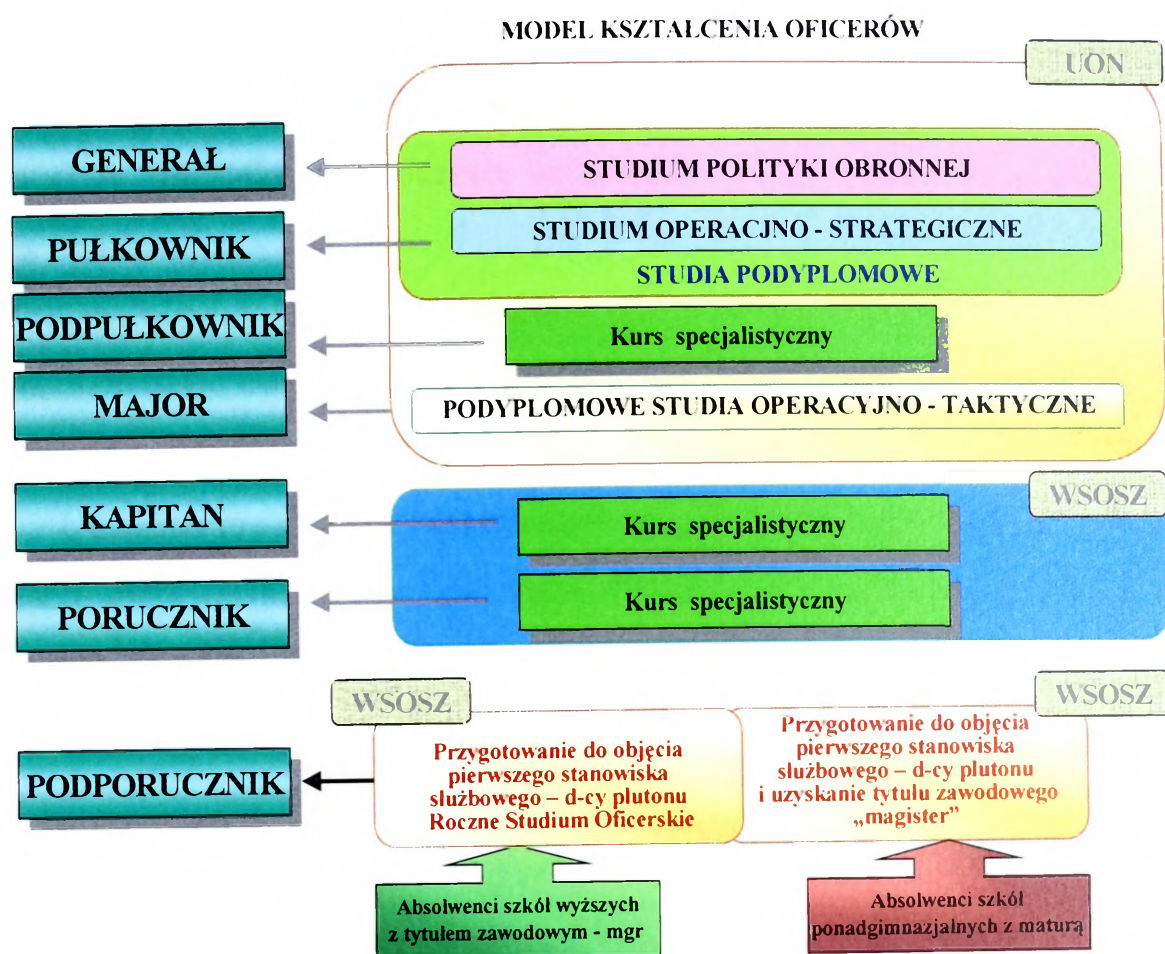 MODEL KSZTAŁCENIA OFICERÓW
UON
GENERAŁ
STUDIUM POLITYKI OBRONNEJ
PUŁKOWNIK
STUDIUM OPERACJNO - STRATEGICZNE
STUDIA PODYPLOMOWE
PODPUŁKOWNIK
Kurs specjalistyczny
MAJOR
PODYPLOMOWE STUDIA OPERACYJNO - TAKTYCZNE
WSOSZ
KAPITAN
Kurs specjalistyczny
PORUCZNIK
Kurs specjalistyczny
WSOSZ
WSOSZ
PODPORUCZNIK
Przygotowanie do objęcia
pierwszego stanowiska
służbowego – d-cy plutonu
Roczne Studium Oficerskie
Przygotowanie do objęcia
pierwszego stanowiska
służbowego – d-cy plutonu
i uzyskanie tytułu zawodowego
„magister”
Absolwenci szkół wyższych
z tytułem zawodowym - mgr
Absolwenci szkół
ponadgimnazjalnych z maturą